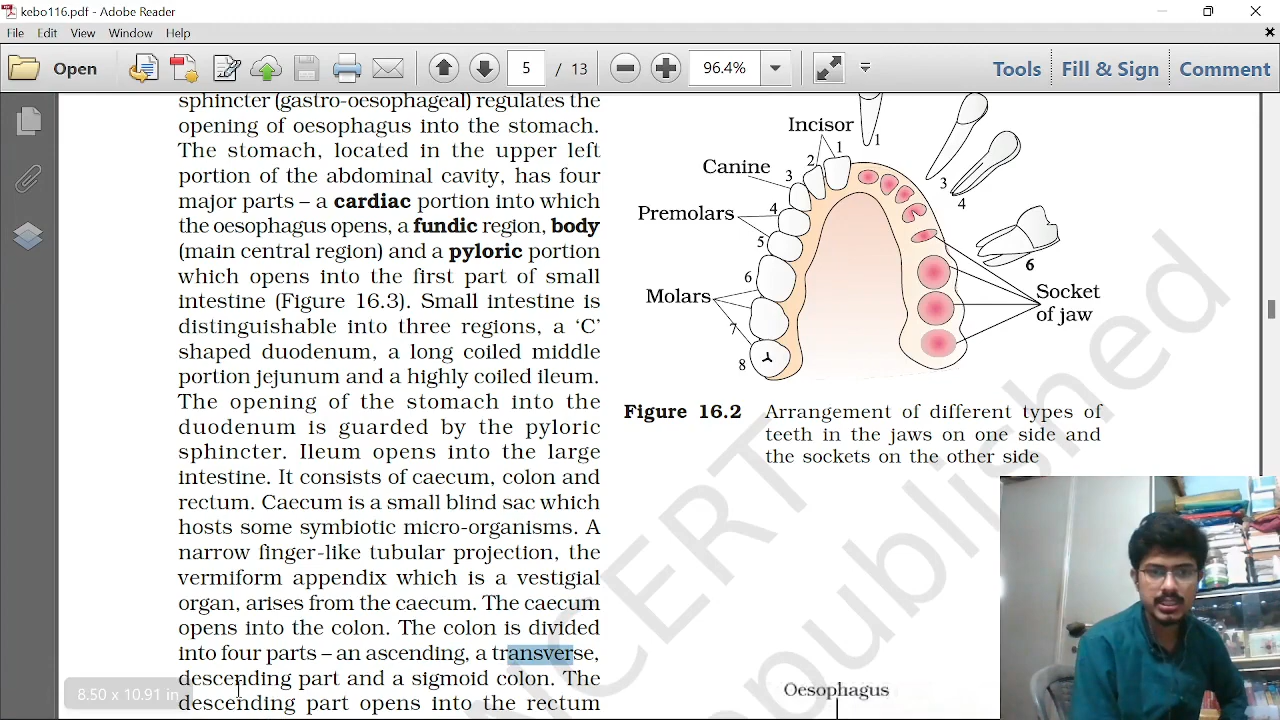 kebo116.pdf - Adobe Reader
File Edit View Window Help
Open
5 / 13
96.4%
Tools Fill & Sign Comment
sphincter (gastro-oesophageal) regulates the
opening of oesophagus into the stomach.
The stomach, located in the upper left
portion of the abdominal cavity, has four
major parts – a cardiac portion into which
the oesophagus opens, a fundic region, body
(main central region) and a pyloric portion
which opens into the first part of small
intestine (Figure 16.3). Small intestine is
distinguishable into three regions, a ‘C’
shaped duodenum, a long coiled middle
portion jejunum and a highly coiled ileum.
The opening of the stomach into the
duodenum is guarded by the pyloric
sphincter. Ileum opens into the large
intestine. It consists of caecum, colon and
rectum. Caecum is a small blind sac which
hosts some symbiotic micro-organisms. A
narrow finger-like tubular projection, the
vermiform appendix which is a vestigial
organ, arises from the caecum. The caecum
opens into the colon. The colon is divided
into four parts – an ascending, a transverse,
descending part and a sigmoid colon. The
descending part opens into the rectum
8.50 x 10.91 in
Incisor
1
1
2
Canine
3
3
4
4
Premolars
5
6
6
Molars
7
8
Socket
of jaw
Figure 16.2 Arrangement of different types of
teeth in the jaws on one side and
the sockets on the other side
Oesophagus
NCERT
published